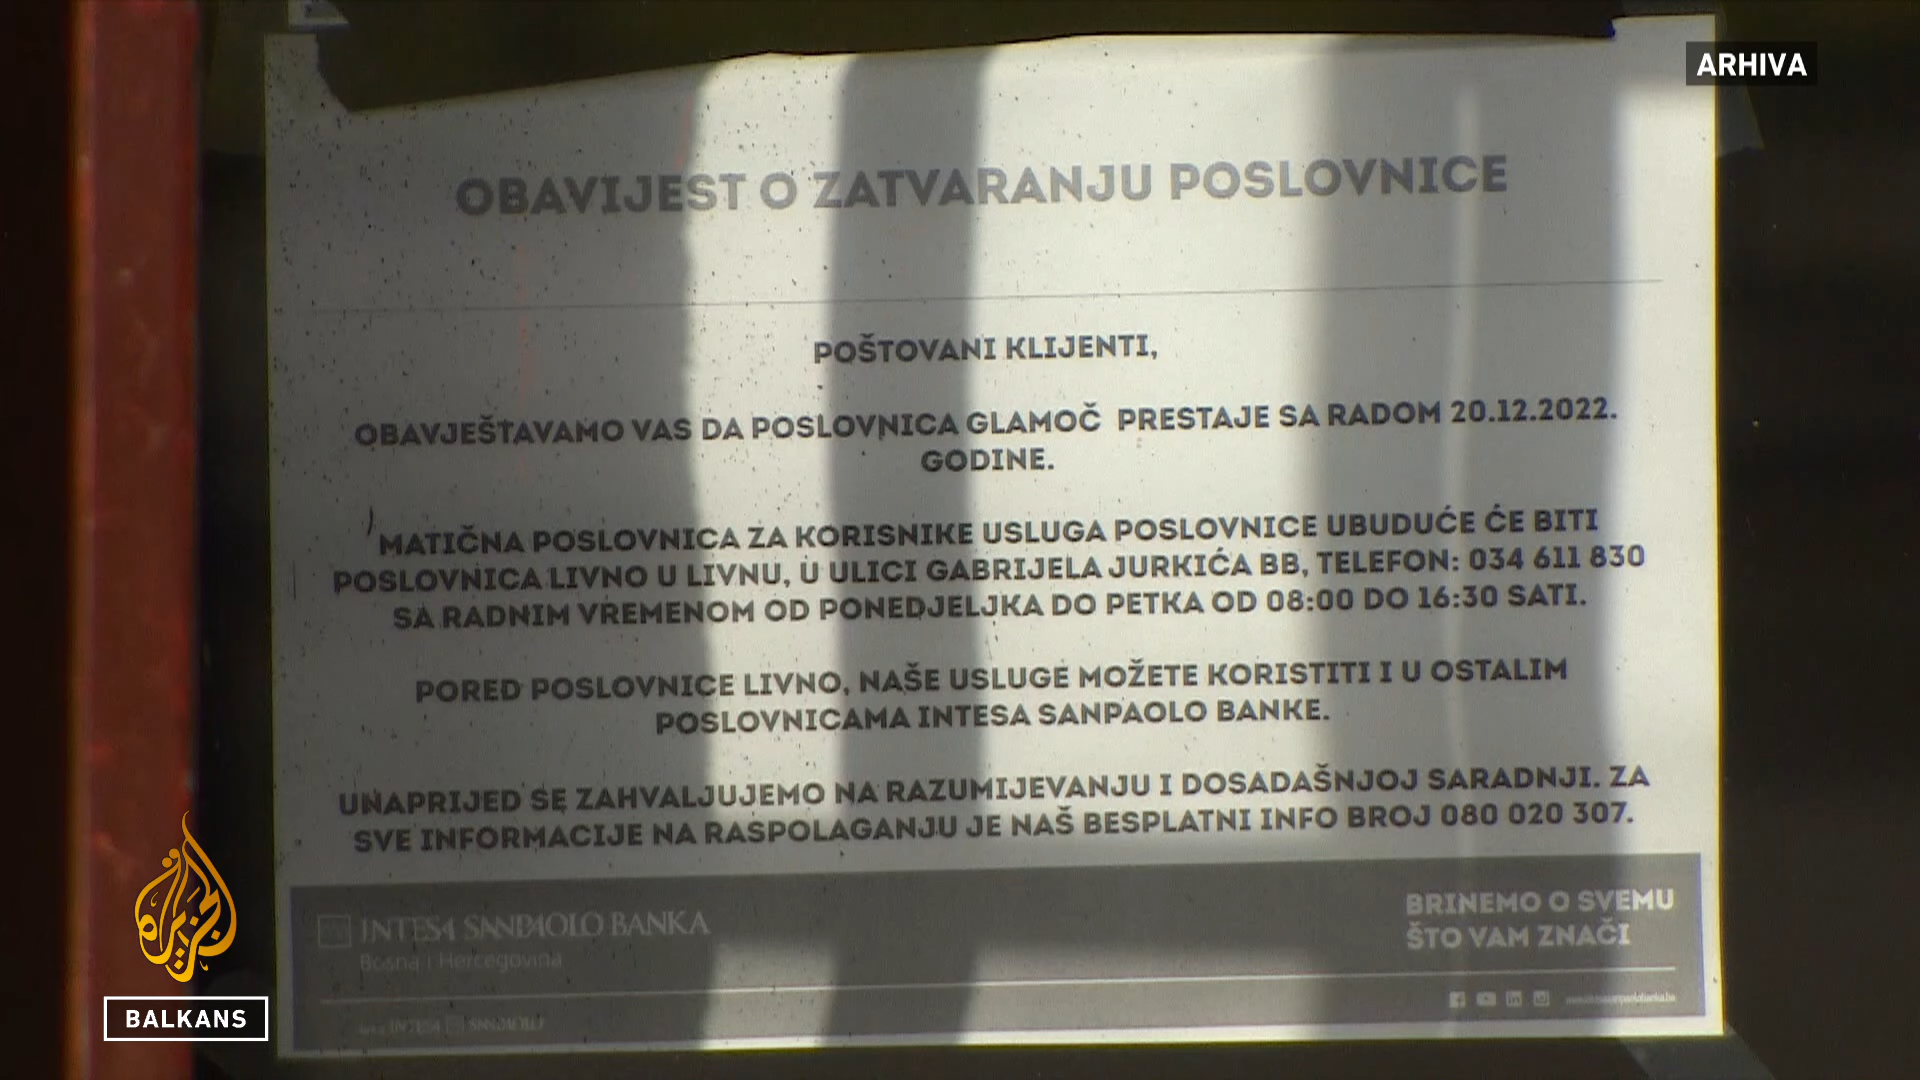 ARHIVA
OBAVIJEST O ZATVARANJU POSLOVNICE
POŠTOVANI KLIJENTI,
OBAVJEŠTAVAMO VAS DA POSLOVNICA GLAMOČ PRESTAJE SA RADOM 20.12.2022.
GODINE.
MATIČNA POSLOVNICA ZA KORISNIKE USLUGA POSLOVNICE UBUDUĆE ĆE BITI
POSLOVNICA LIVNO U LIVNU, U ULICI GABRIJELA JURKIĆA BB, TELEFON: 034 611 830
SA RADNIM VREMENOM OD PONEDJELJKA DO PETKA OD 08:00 DO 16:30 SATI.
PORED POSLOVNICE LIVNO, NAŠE USLUGE MOŽETE KORISTITI I U OSTALIM
POSLOVNICAMA INTESA SANPAOLO BANKE.
UNAPRIJED SE ZAHVALJUJEMO NA RAZUMIJEVANJU I DOSADAŠNJOJ SARADNJI. ZA
SVE INFORMACIJE NA RASPOLAGANJU JE NAŠ BESPLATNI INFO BROJ 080 020 307.
INTESA SANPAOLO BANKA
Bosna i Hercegovina
BRINEMO O SVEMU
ŠTO VAM ZNAČI
INTESA SANPAOLO
الجزيرة
BALKANS